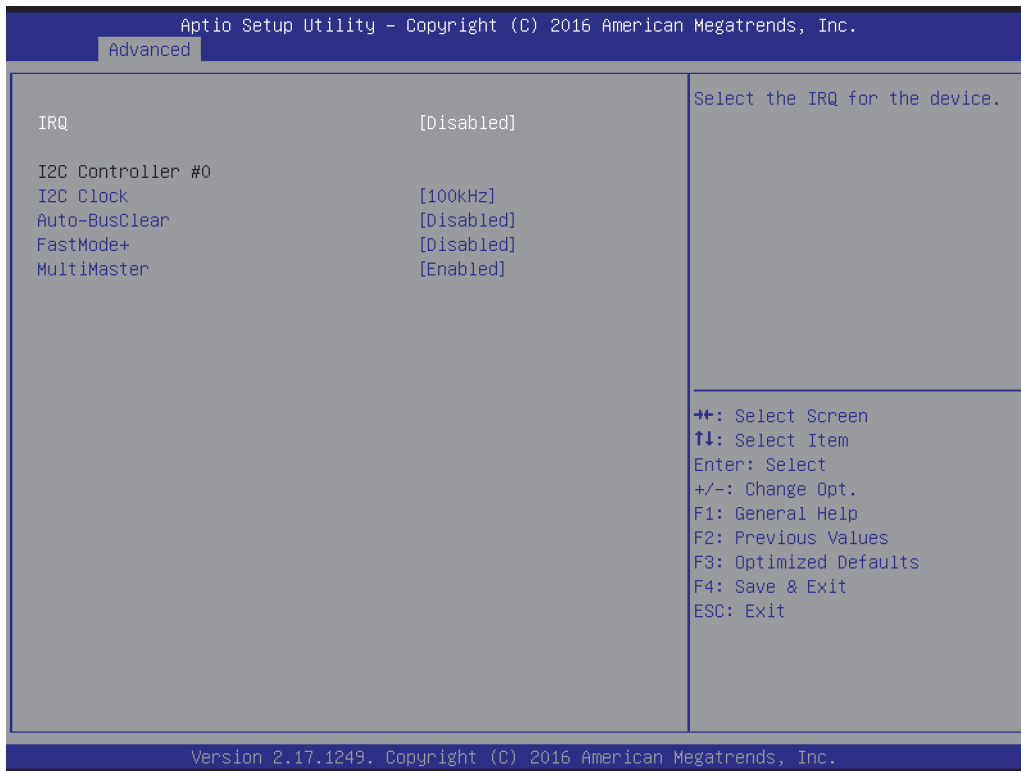 Aptio Setup Utility – Copyright (C) 2016 American Megatrends, Inc.
Advanced
IRQ [Disabled]
I2C Controller #0
I2C Clock [100kHz]
Auto-BusClear [Disabled]
FastMode+ [Disabled]
MultiMaster [Enabled]
Select the IRQ for the device.
→←: Select Screen
↑↓: Select Item
Enter: Select
+/-: Change Opt.
F1: General Help
F2: Previous Values
F3: Optimized Defaults
F4: Save & Exit
ESC: Exit
Version 2.17.1249. Copyright (C) 2016 American Megatrends, Inc.